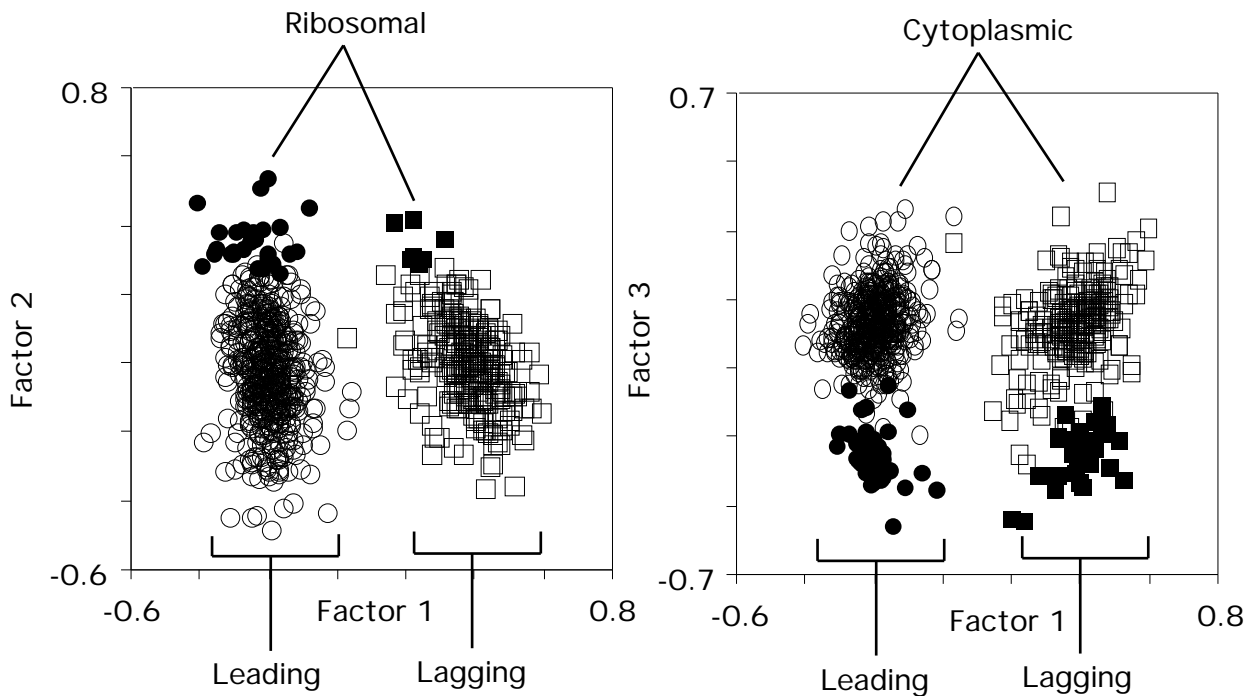 Ribosomal
0.8
Factor 2
-0.6
-0.6
Factor 1
0.8
Leading
Lagging
Cytoplasmic
0.7
Factor 3
-0.7
-0.6
Factor 1
0.8
Leading
Lagging